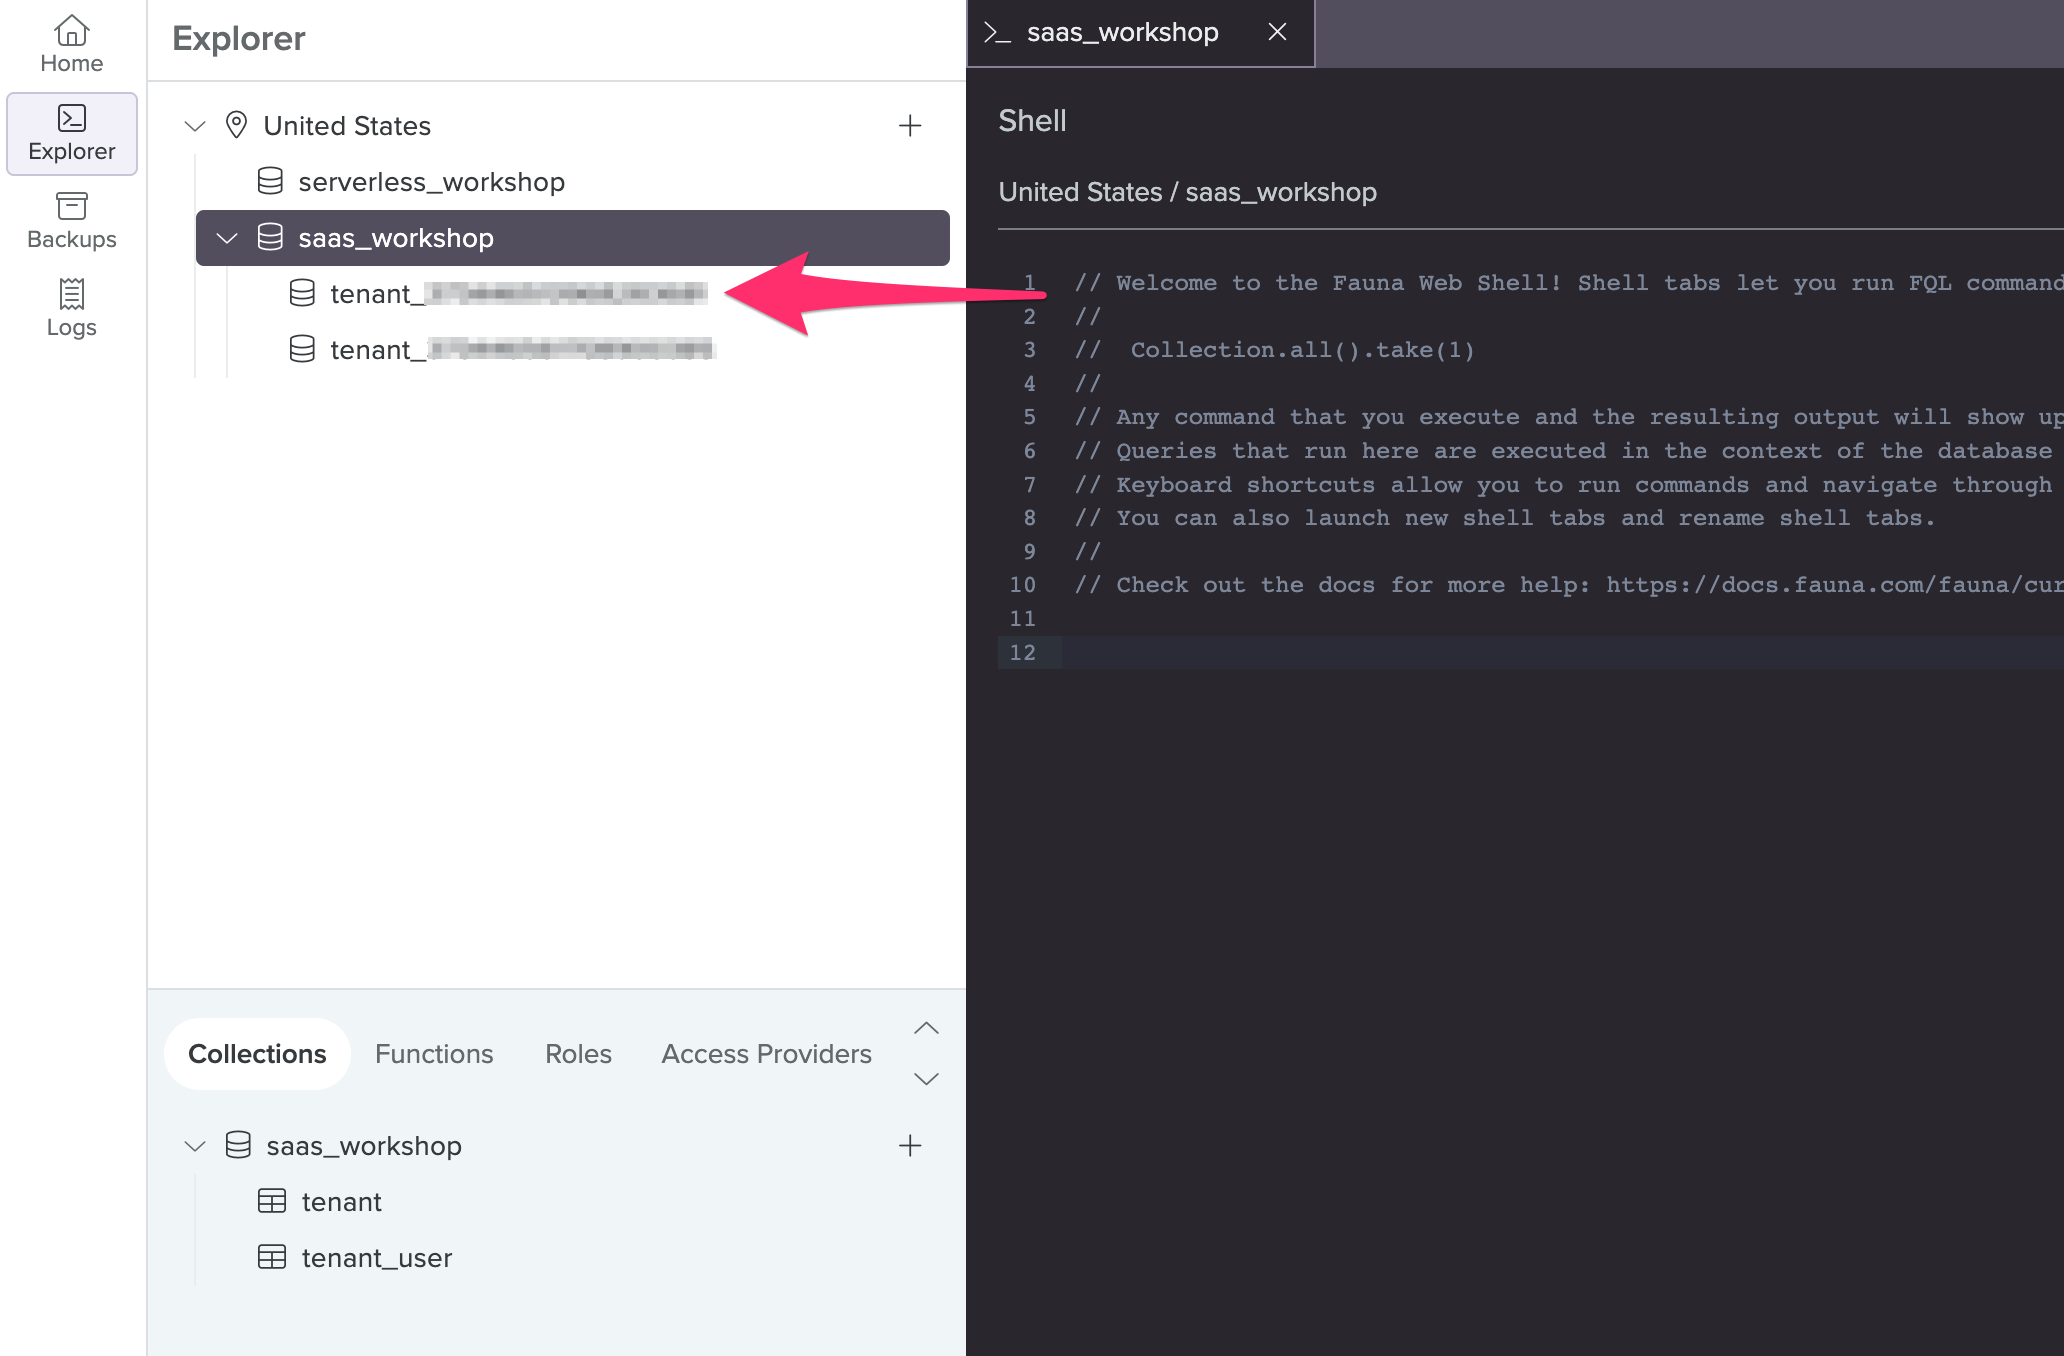 Home
Explorer
Backups
Logs
Explorer
United States
serverless_workshop
saas_workshop
tenant_
tenant_
Collections Functions Roles Access Providers
saas_workshop
tenant
tenant_user
saas_workshop
Shell
United States / saas_workshop
1 // Welcome to the Fauna Web Shell! Shell tabs let you run FQL command
2 //
3 //  Collection.all().take(1)
4 //
5 // Any command that you execute and the resulting output will show up
6 // Queries that run here are executed in the context of the database
7 // Keyboard shortcuts allow you to run commands and navigate through
8 // You can also launch new shell tabs and rename shell tabs.
9 //
10 // Check out the docs for more help: https://docs.fauna.com/fauna/cur
11
12